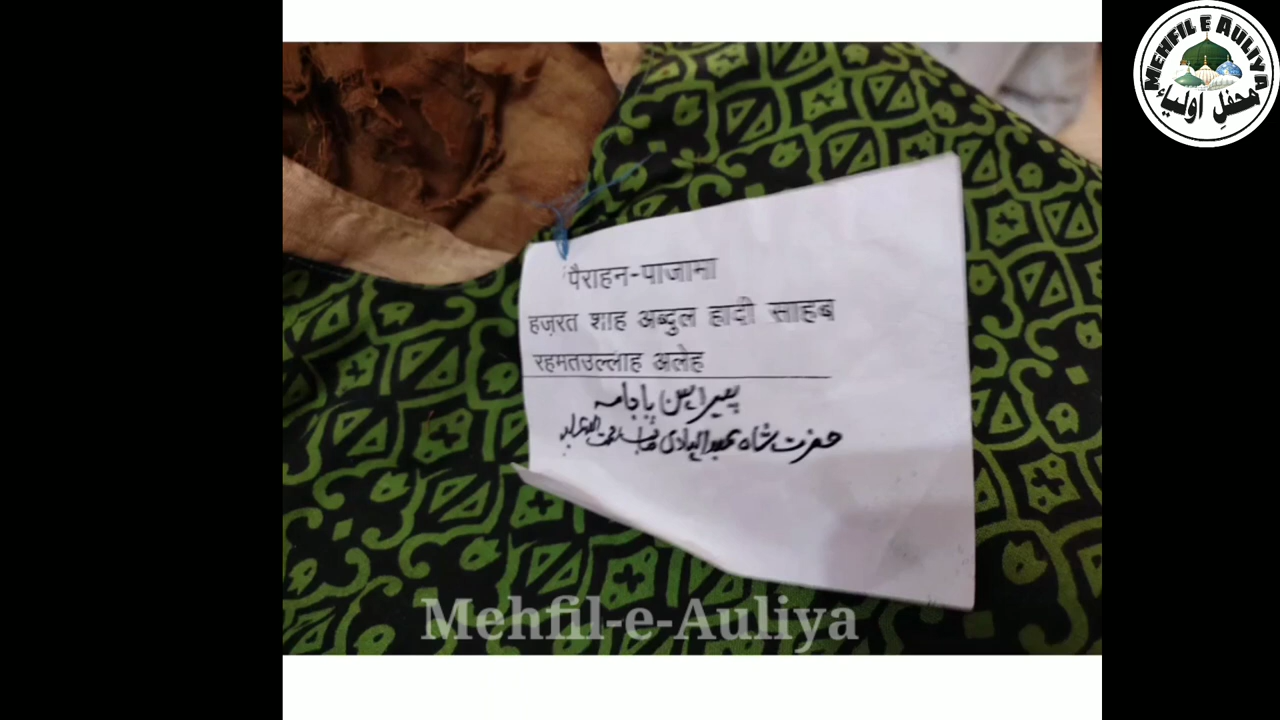 MEHFIL E AULIYA
محفلِ اولیاء
पैराहन-पाजामा
हज़रत शाह अब्दुल हादी साहब
रहमतउल्लाह अलेह
پیراہن پاجامہ
حضرت شاہ عبدالہادی صاحب رحمت اللہ علیہ
Mehfil-e-Auliya